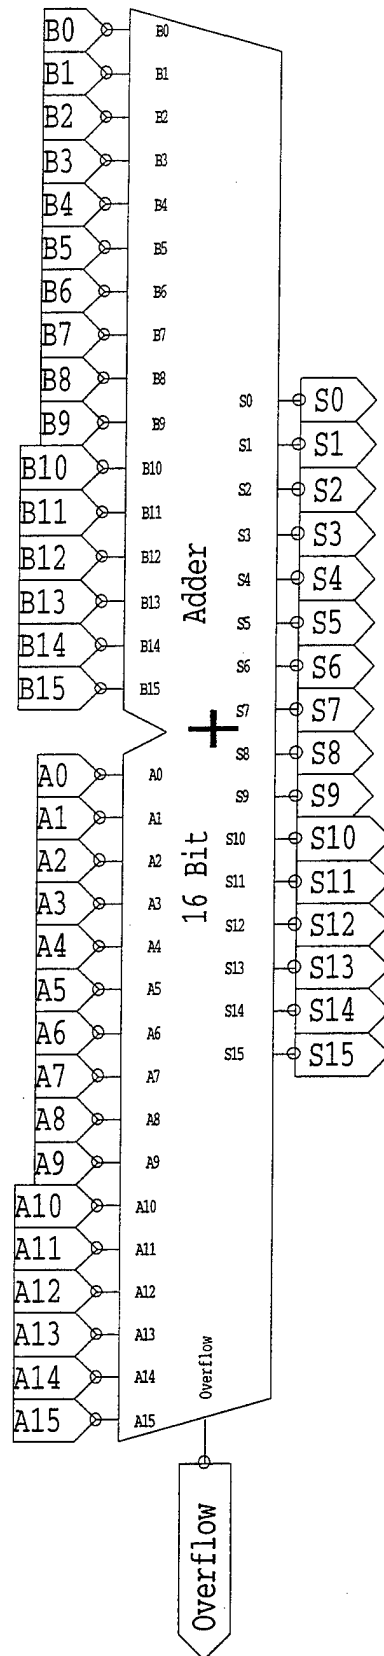 B0 B0
B1 B1
B2 B2
B3 B3
B4 B4
B5 B5
B6 B6
B7 B7
B8 B8
B9 B9
B10 B10
B11 B11
B12 B12
B13 B13
B14 B14
B15 B15
A0 A0
A1 A1
A2 A2
A3 A3
A4 A4
A5 A5
A6 A6
A7 A7
A8 A8
A9 A9
A10 A10
A11 A11
A12 A12
A13 A13
A14 A14
A15 A15
16 Bit + Adder
S0 S0
S1 S1
S2 S2
S3 S3
S4 S4
S5 S5
S6 S6
S7 S7
S8 S8
S9 S9
S10 S10
S11 S11
S12 S12
S13 S13
S14 S14
S15 S15
Overflow
Overflow